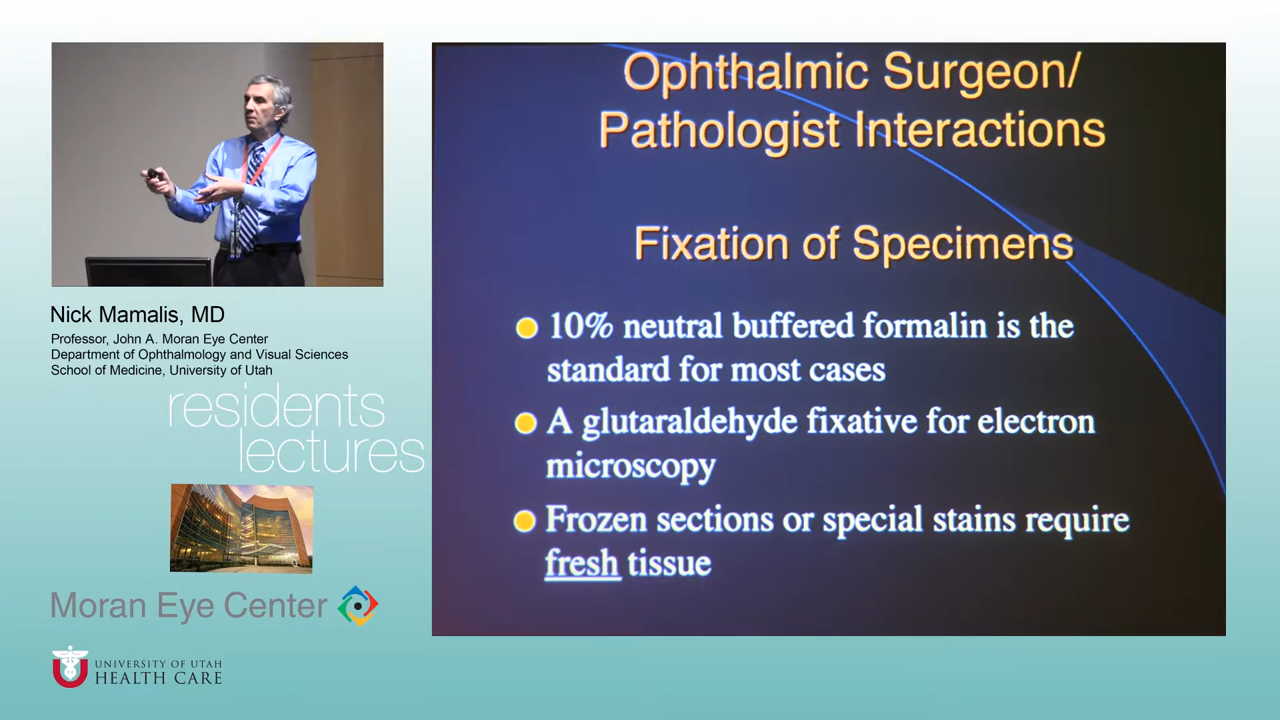 Nick Mamalis, MD
Professor, John A. Moran Eye Center
Department of Ophthalmology and Visual Sciences
School of Medicine, University of Utah
residents
lectures
Moran Eye Center
UNIVERSITY OF UTAH
HEALTH CARE
Ophthalmic Surgeon/
Pathologist Interactions
Fixation of Specimens
10% neutral buffered formalin is the
standard for most cases
A glutaraldehyde fixative for electron
microscopy
Frozen sections or special stains require
fresh tissue